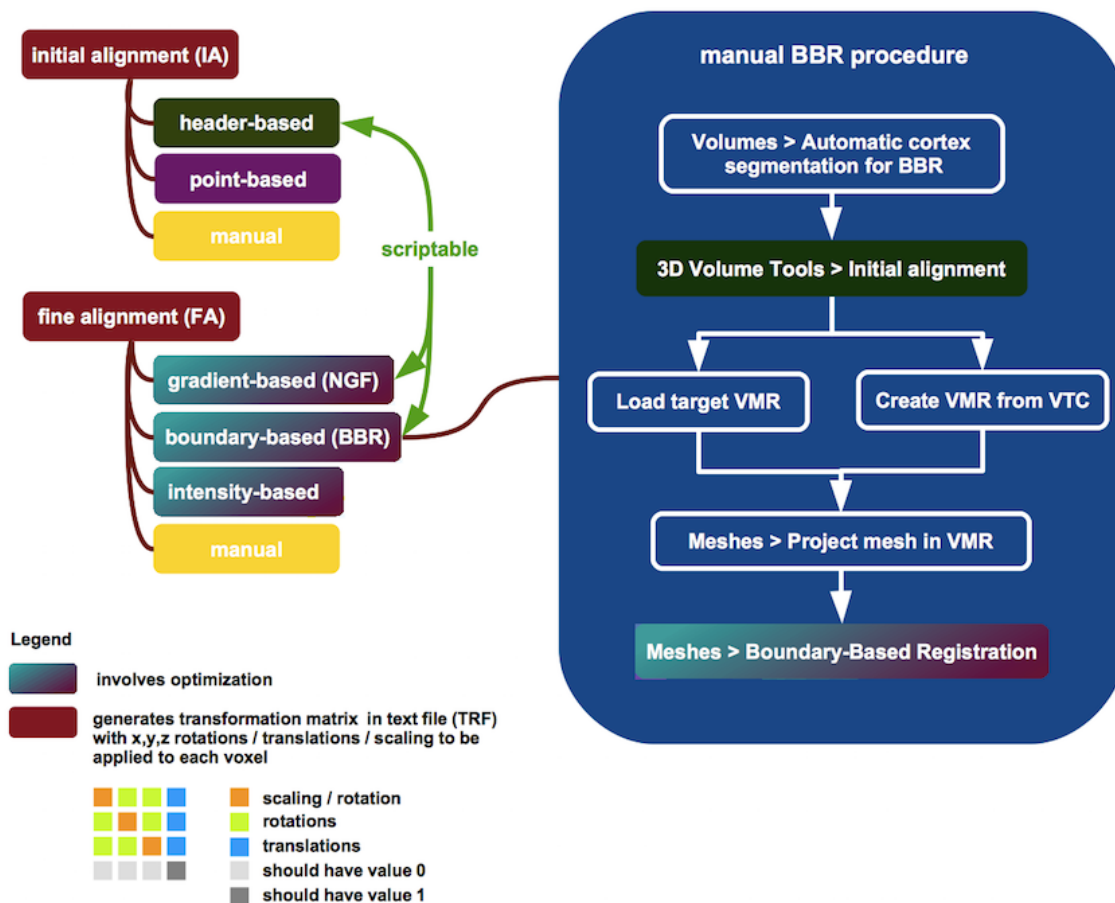 initial alignment (IA)
header-based
point-based
manual
scriptable
fine alignment (FA)
gradient-based (NGF)
boundary-based (BBR)
intensity-based
manual
manual BBR procedure
Volumes > Automatic cortex
segmentation for BBR
3D Volume Tools > Initial alignment
Load target VMR
Create VMR from VTC
Meshes > Project mesh in VMR
Meshes > Boundary-Based Registration
Legend
involves optimization
generates transformation matrix in text file (TRF)
with x,y,z rotations / translations / scaling to be
applied to each voxel
scaling / rotation
rotations
translations
should have value 0
should have value 1